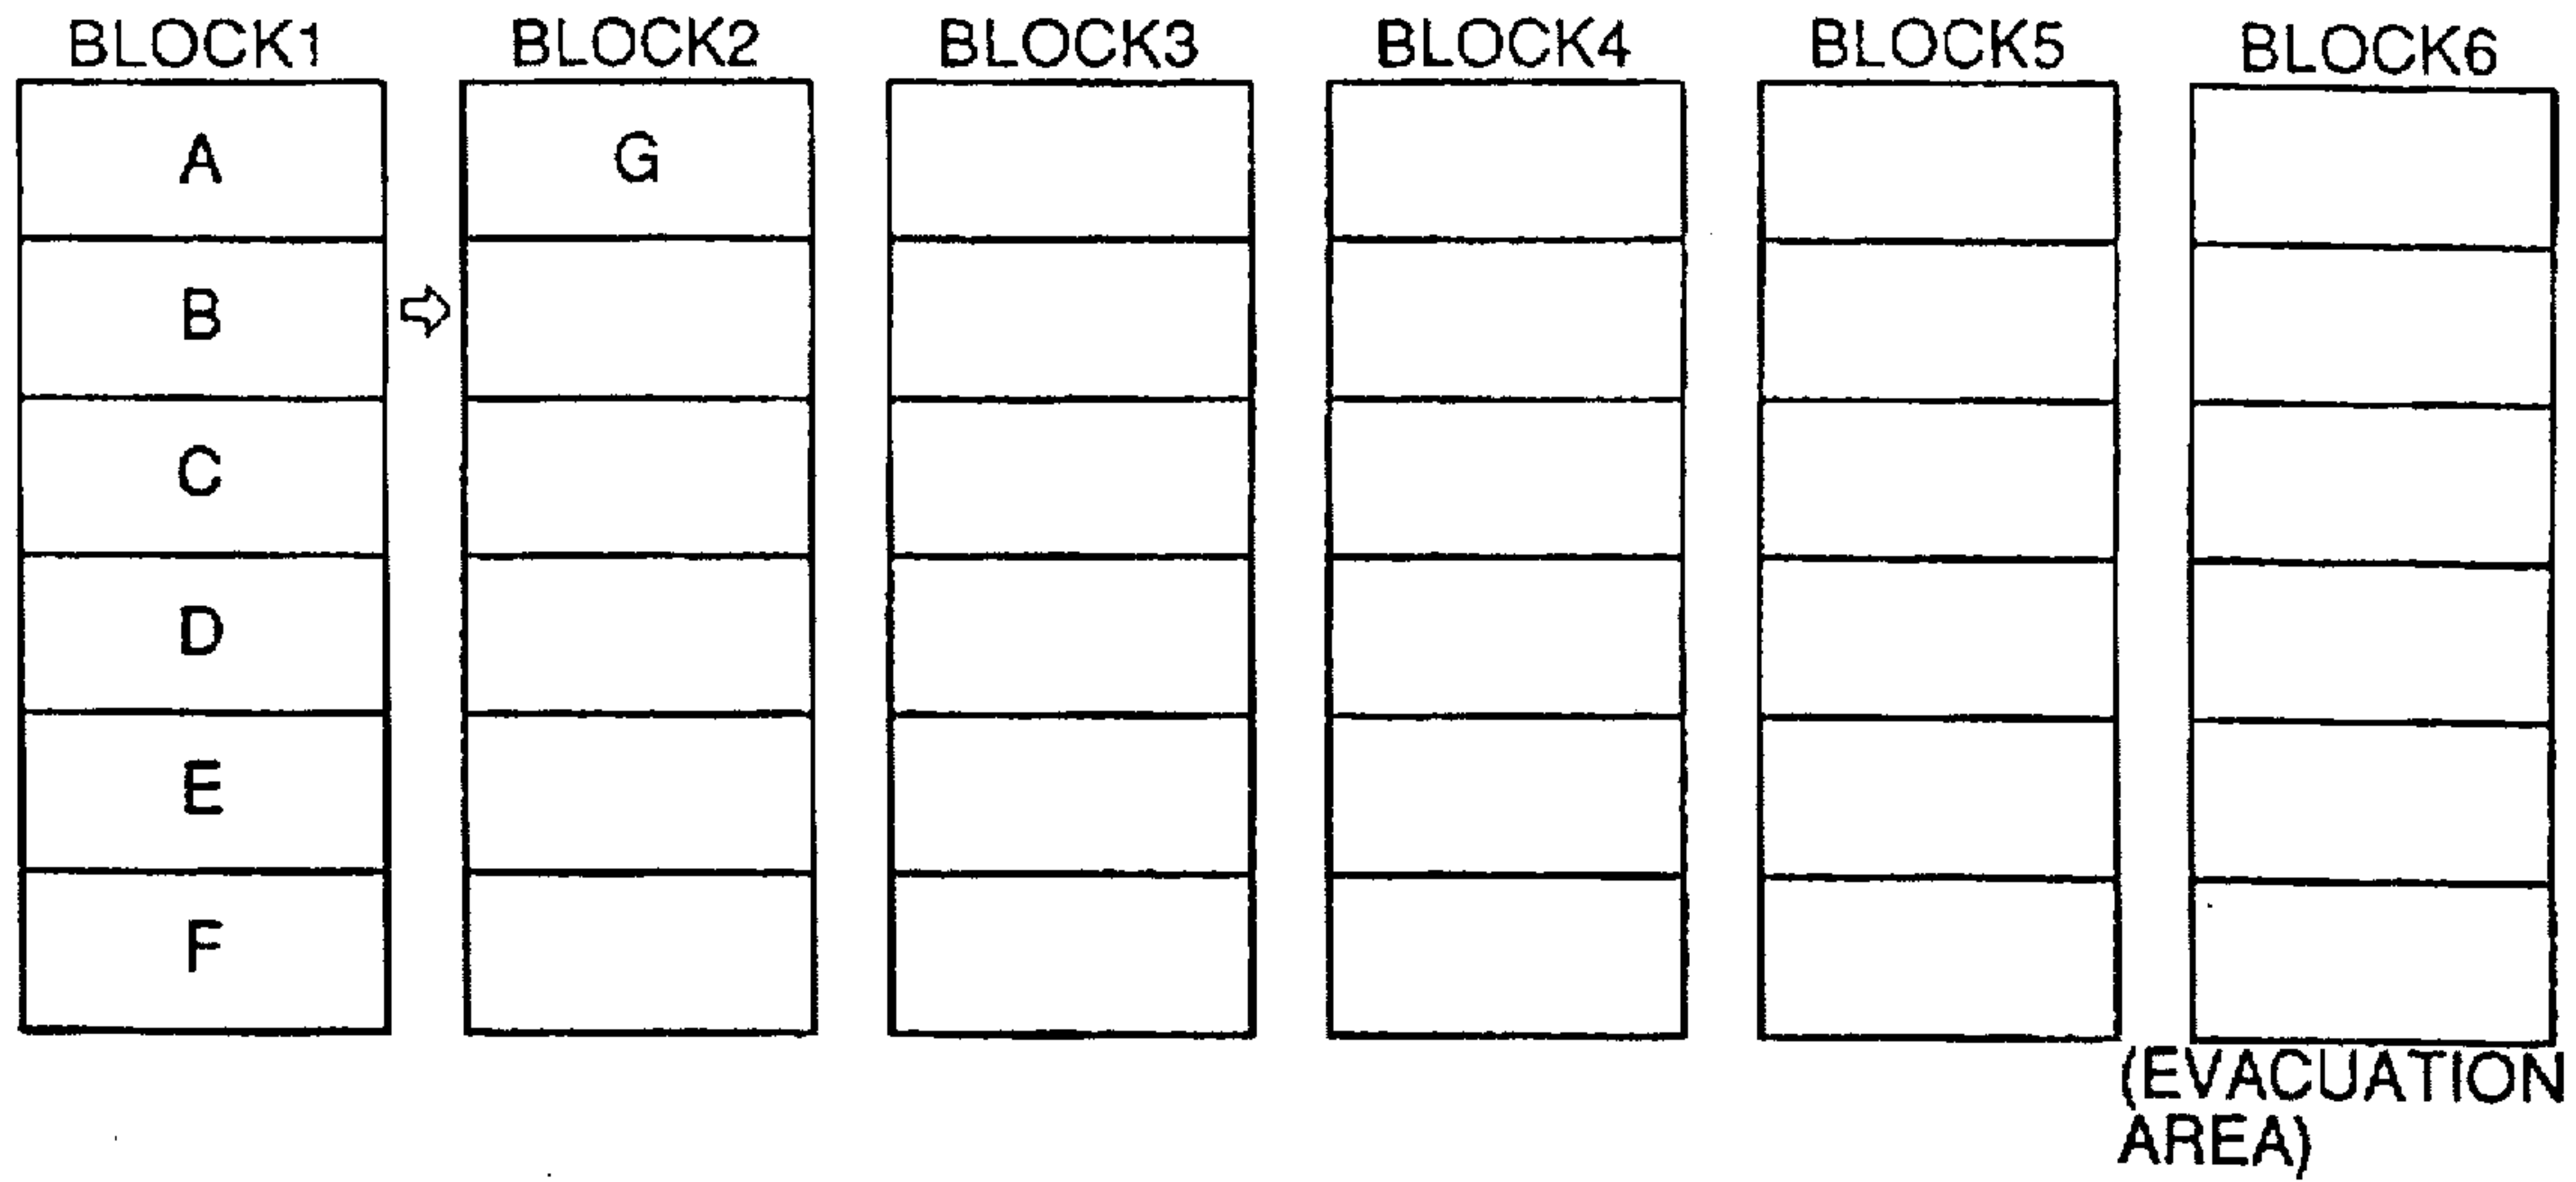 BLOCK1 BLOCK2 BLOCK3 BLOCK4 BLOCK5 BLOCK6
A G
B
C
D
E
F
(EVACUATION
AREA)